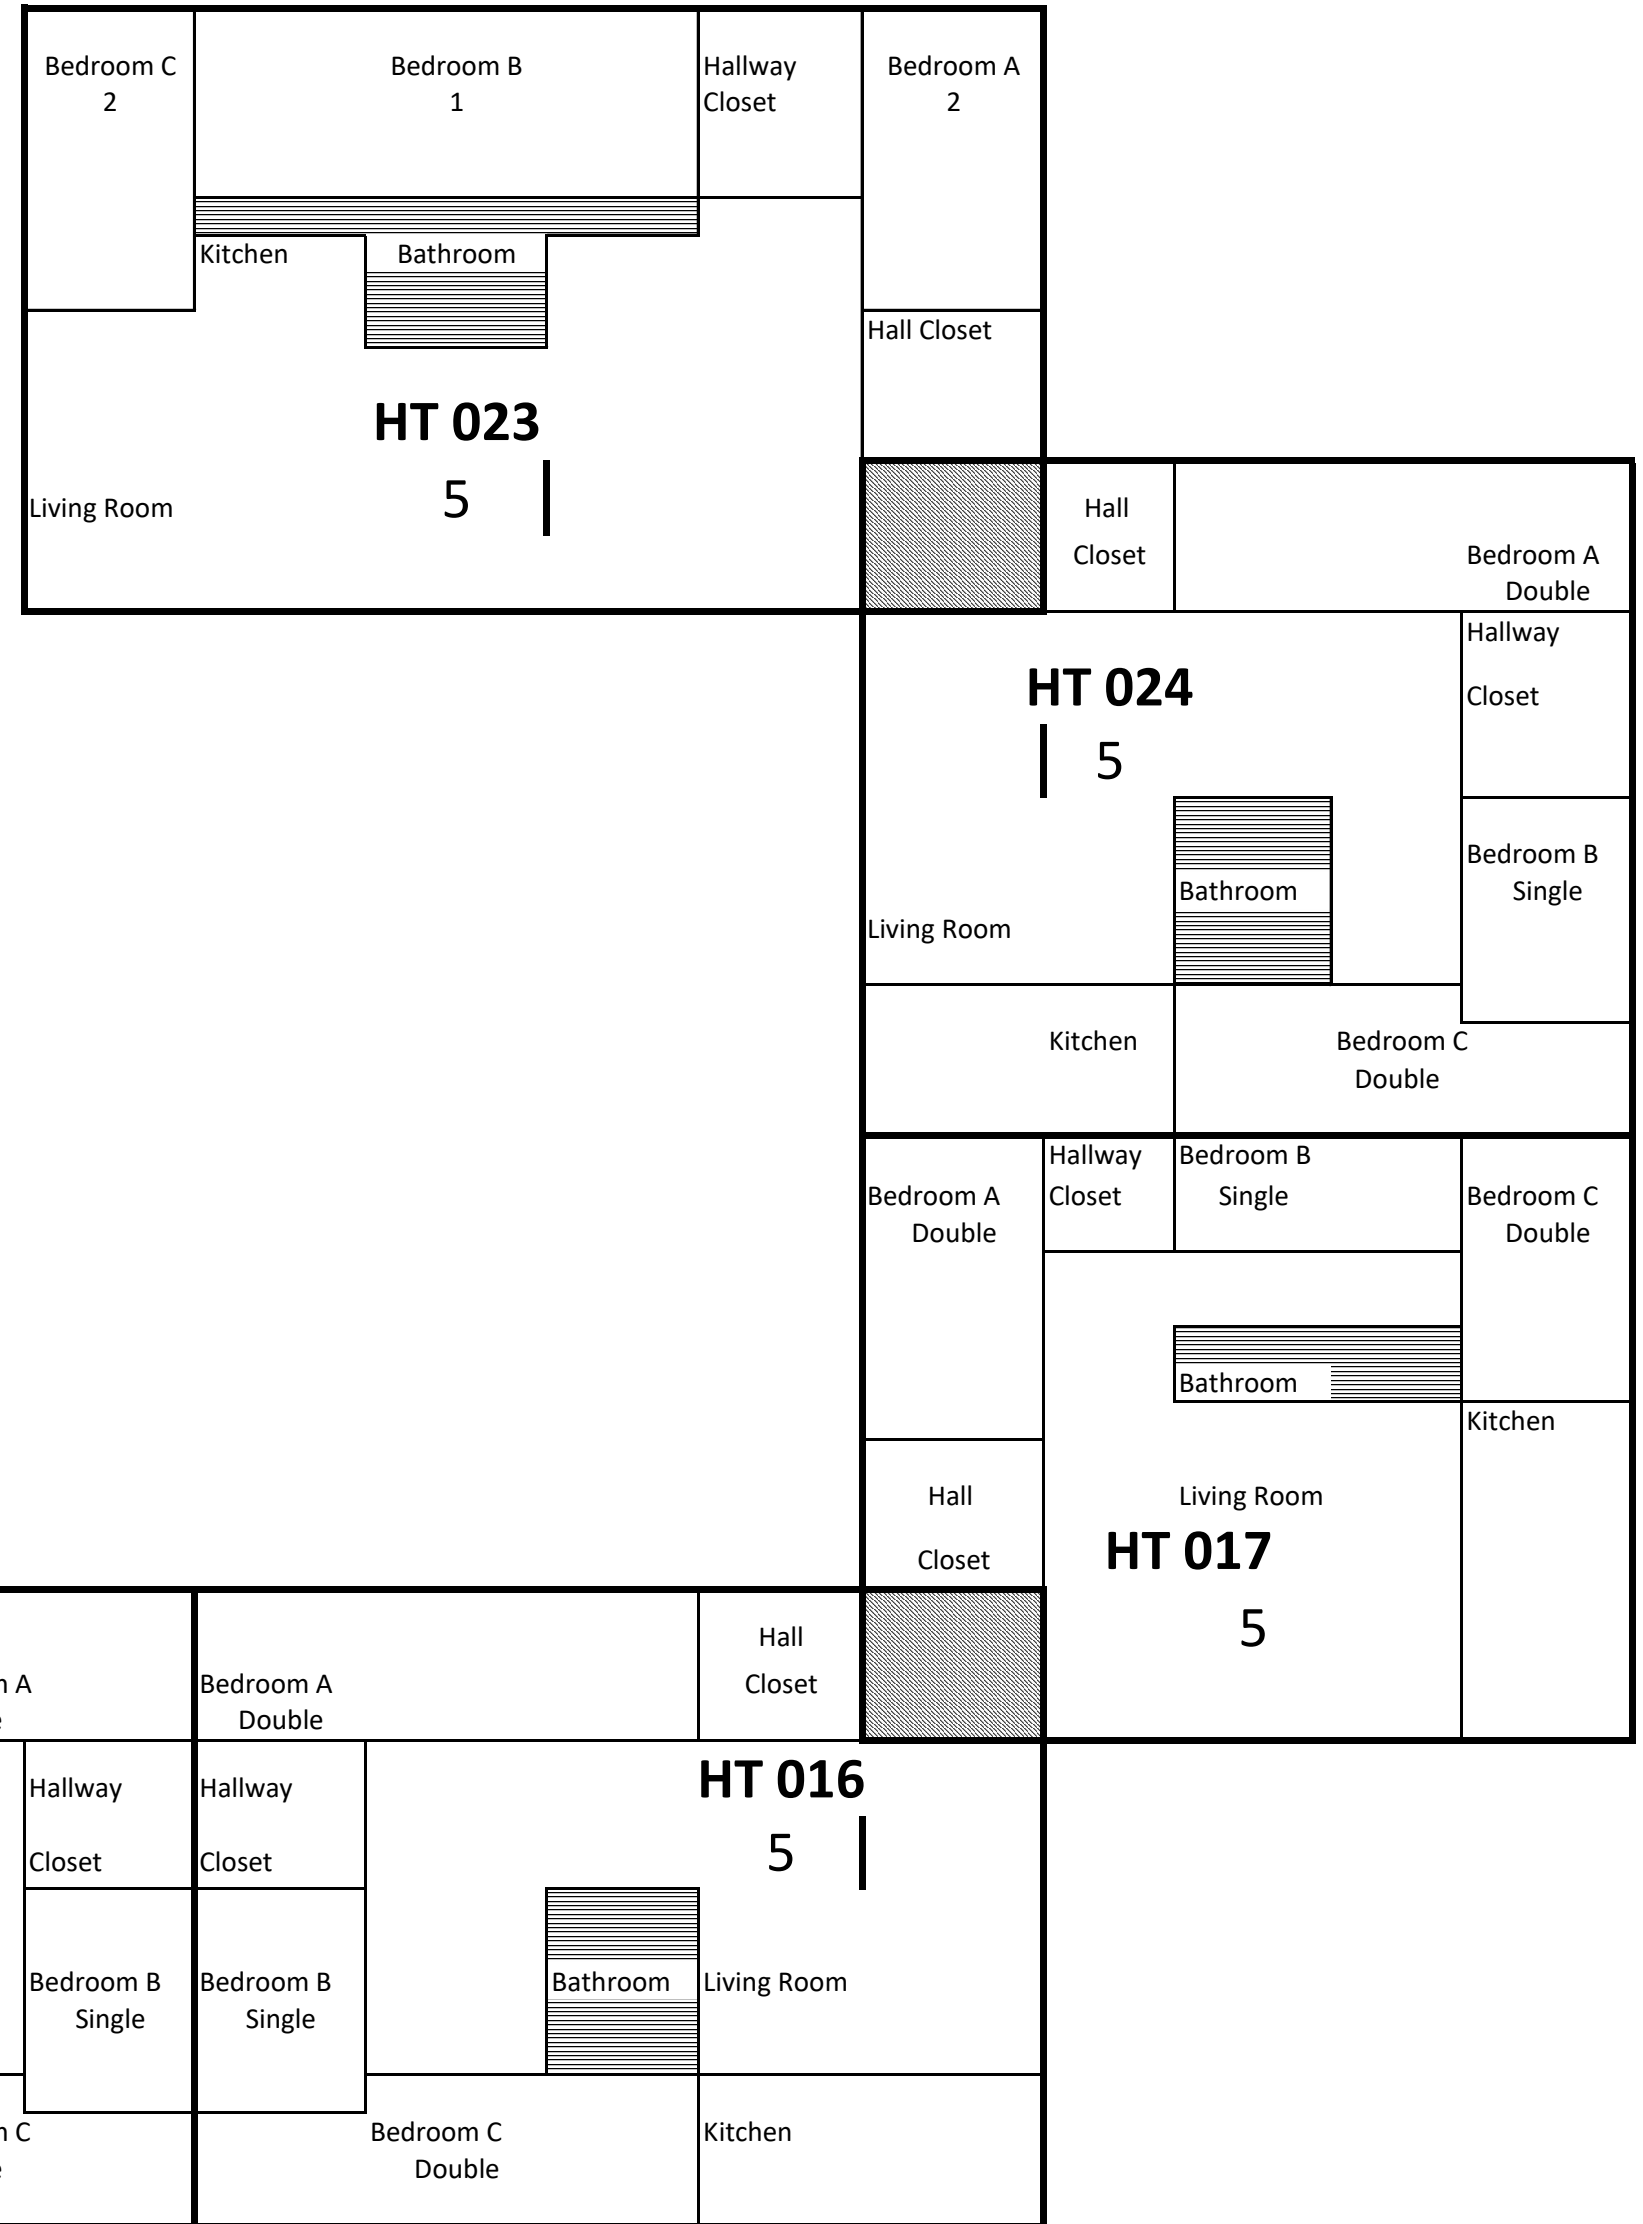 Bedroom C
2
Bedroom B
1
Hallway
Closet
Bedroom A
2
Kitchen
Bathroom
Hall Closet
HT 023
5
Living Room
Hall
Closet
Bedroom A
Double
Hallway
Closet
HT 024
5
Bedroom B
Single
Bathroom
Living Room
Kitchen
Bedroom C
Double
Bedroom A
Double
Hallway
Closet
Bedroom B
Single
Bedroom C
Double
Bathroom
Kitchen
Hall
Closet
Living Room
HT 017
5
A
Bedroom A
Double
Hall
Closet
Hallway
Closet
Hallway
Closet
HT 016
5
Bedroom B
Single
Bedroom B
Single
Bathroom
Living Room
C
Bedroom C
Double
Kitchen